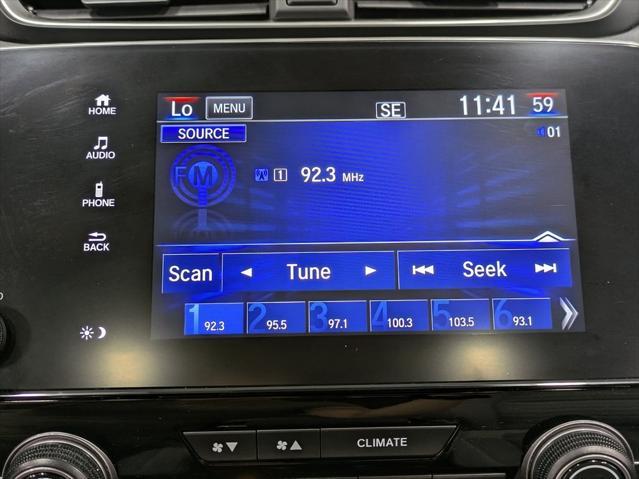 Lo MENU SE 11:41 59
HOME
SOURCE 01
AUDIO
FM 1 92.3 MHz
PHONE
BACK
Scan Tune Seek
1 92.3 2 95.5 3 97.1 4 100.3 5 103.5 6 93.1
CLIMATE